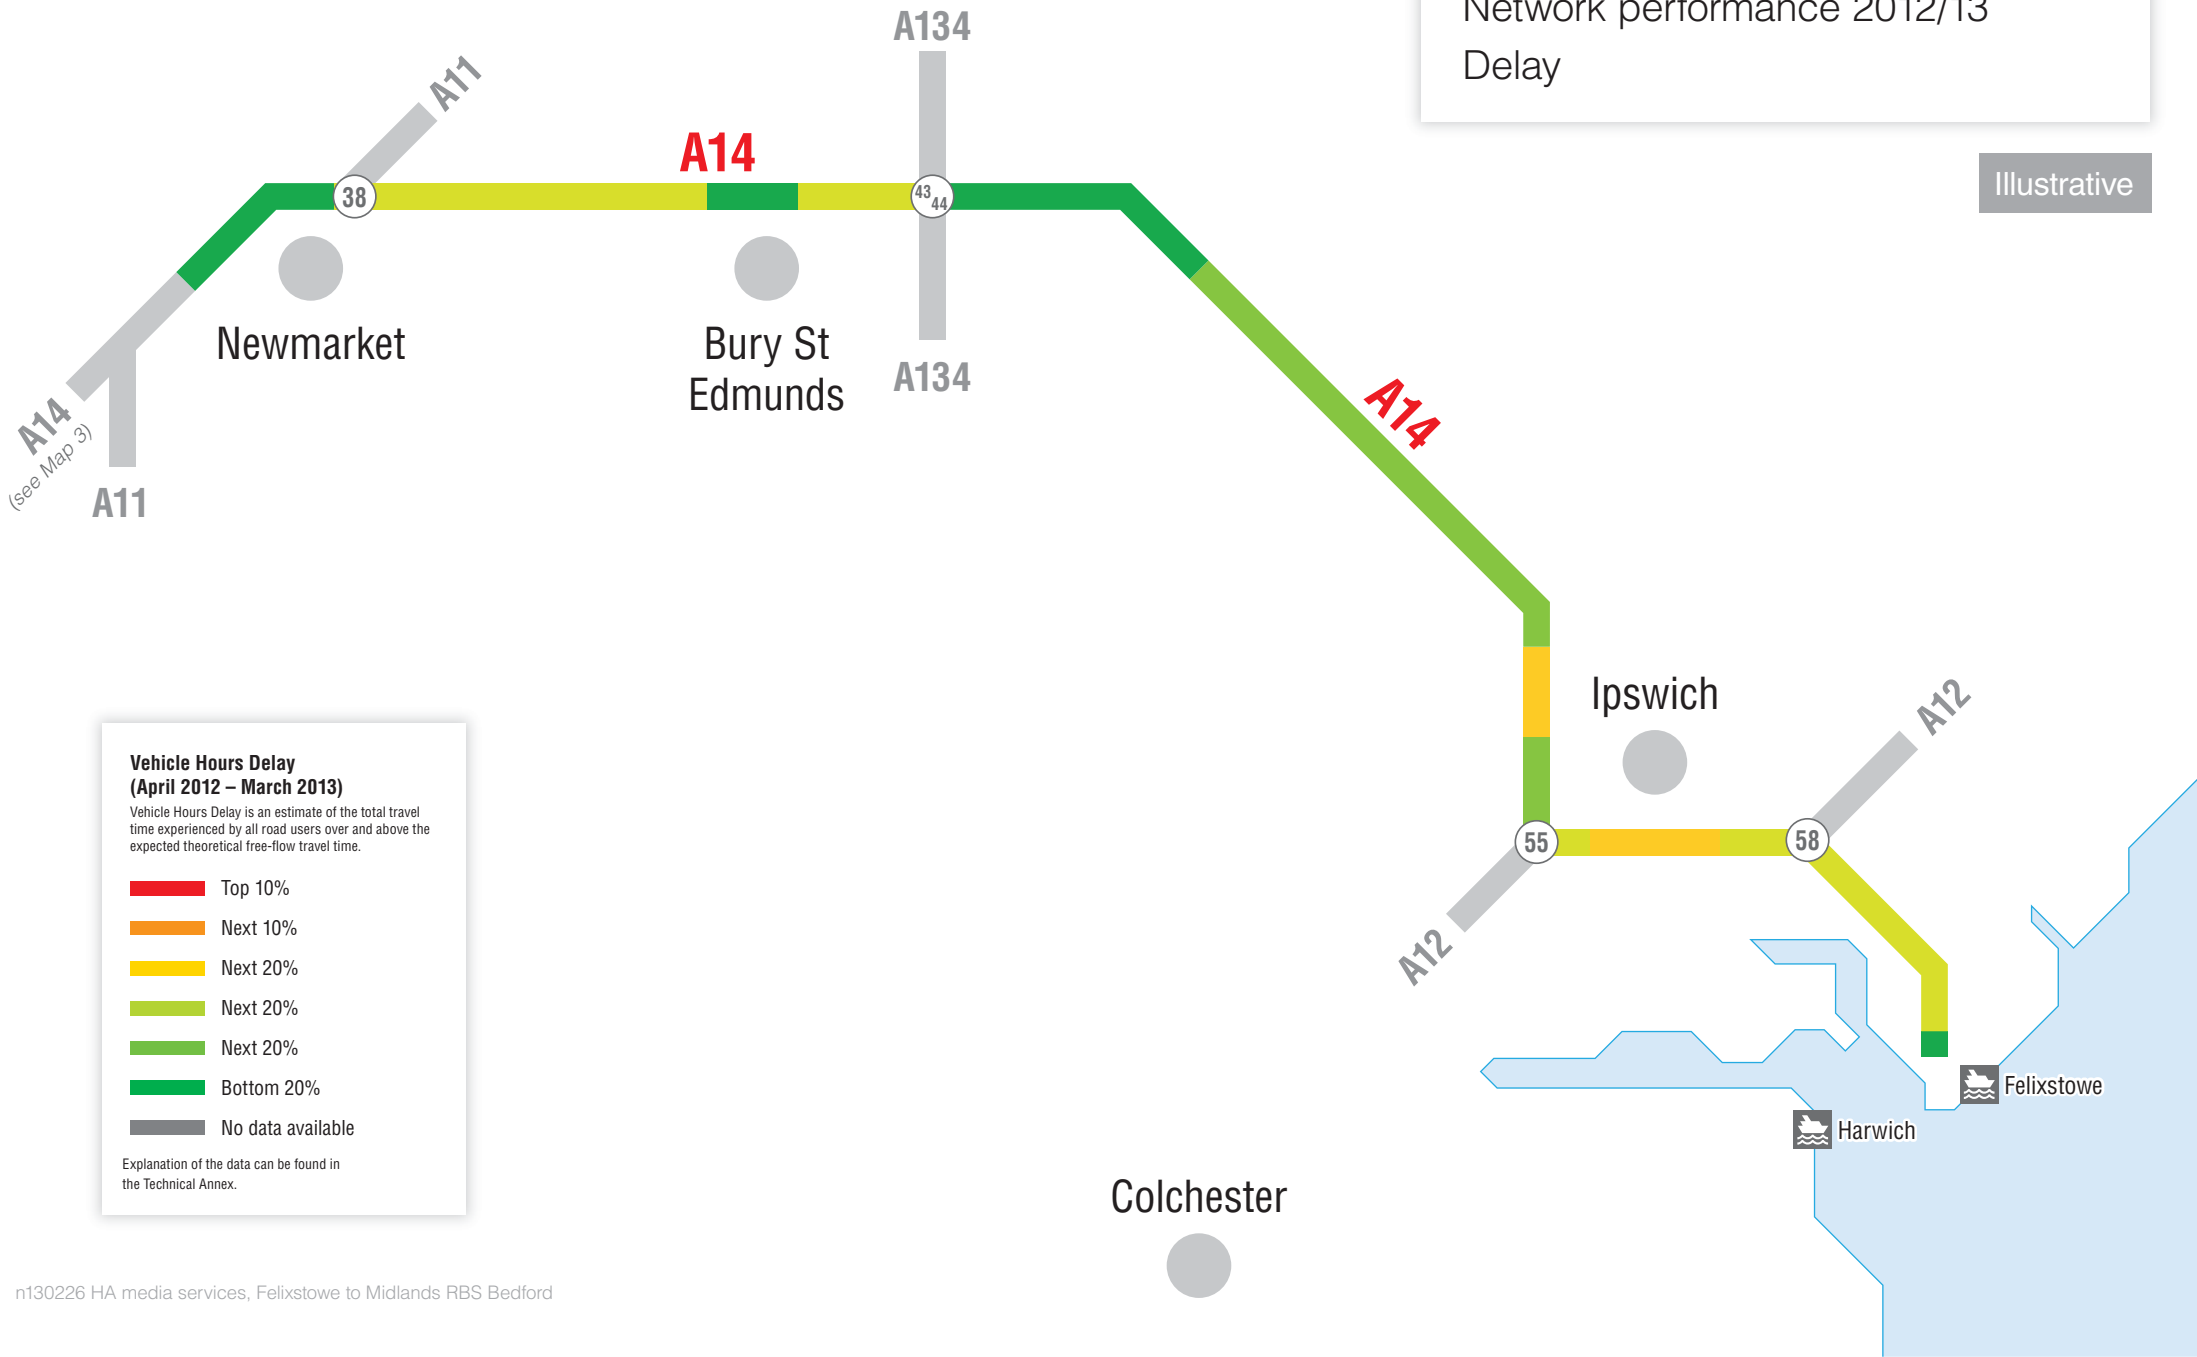 Network performance 2012/13
Delay
Illustrative
A134
A11
A14
38
43
44
Newmarket
Bury St
Edmunds
A134
A14
(see Map 3)
A11
A14
Ipswich
A12
55
58
A12
Vehicle Hours Delay
(April 2012 – March 2013)
Vehicle Hours Delay is an estimate of the total travel
time experienced by all road users over and above the
expected theoretical free-flow travel time.
Top 10%
Next 10%
Next 20%
Next 20%
Next 20%
Bottom 20%
No data available
Explanation of the data can be found in
the Technical Annex.
Felixstowe
Harwich
Colchester
n130226 HA media services, Felixstowe to Midlands RBS Bedford